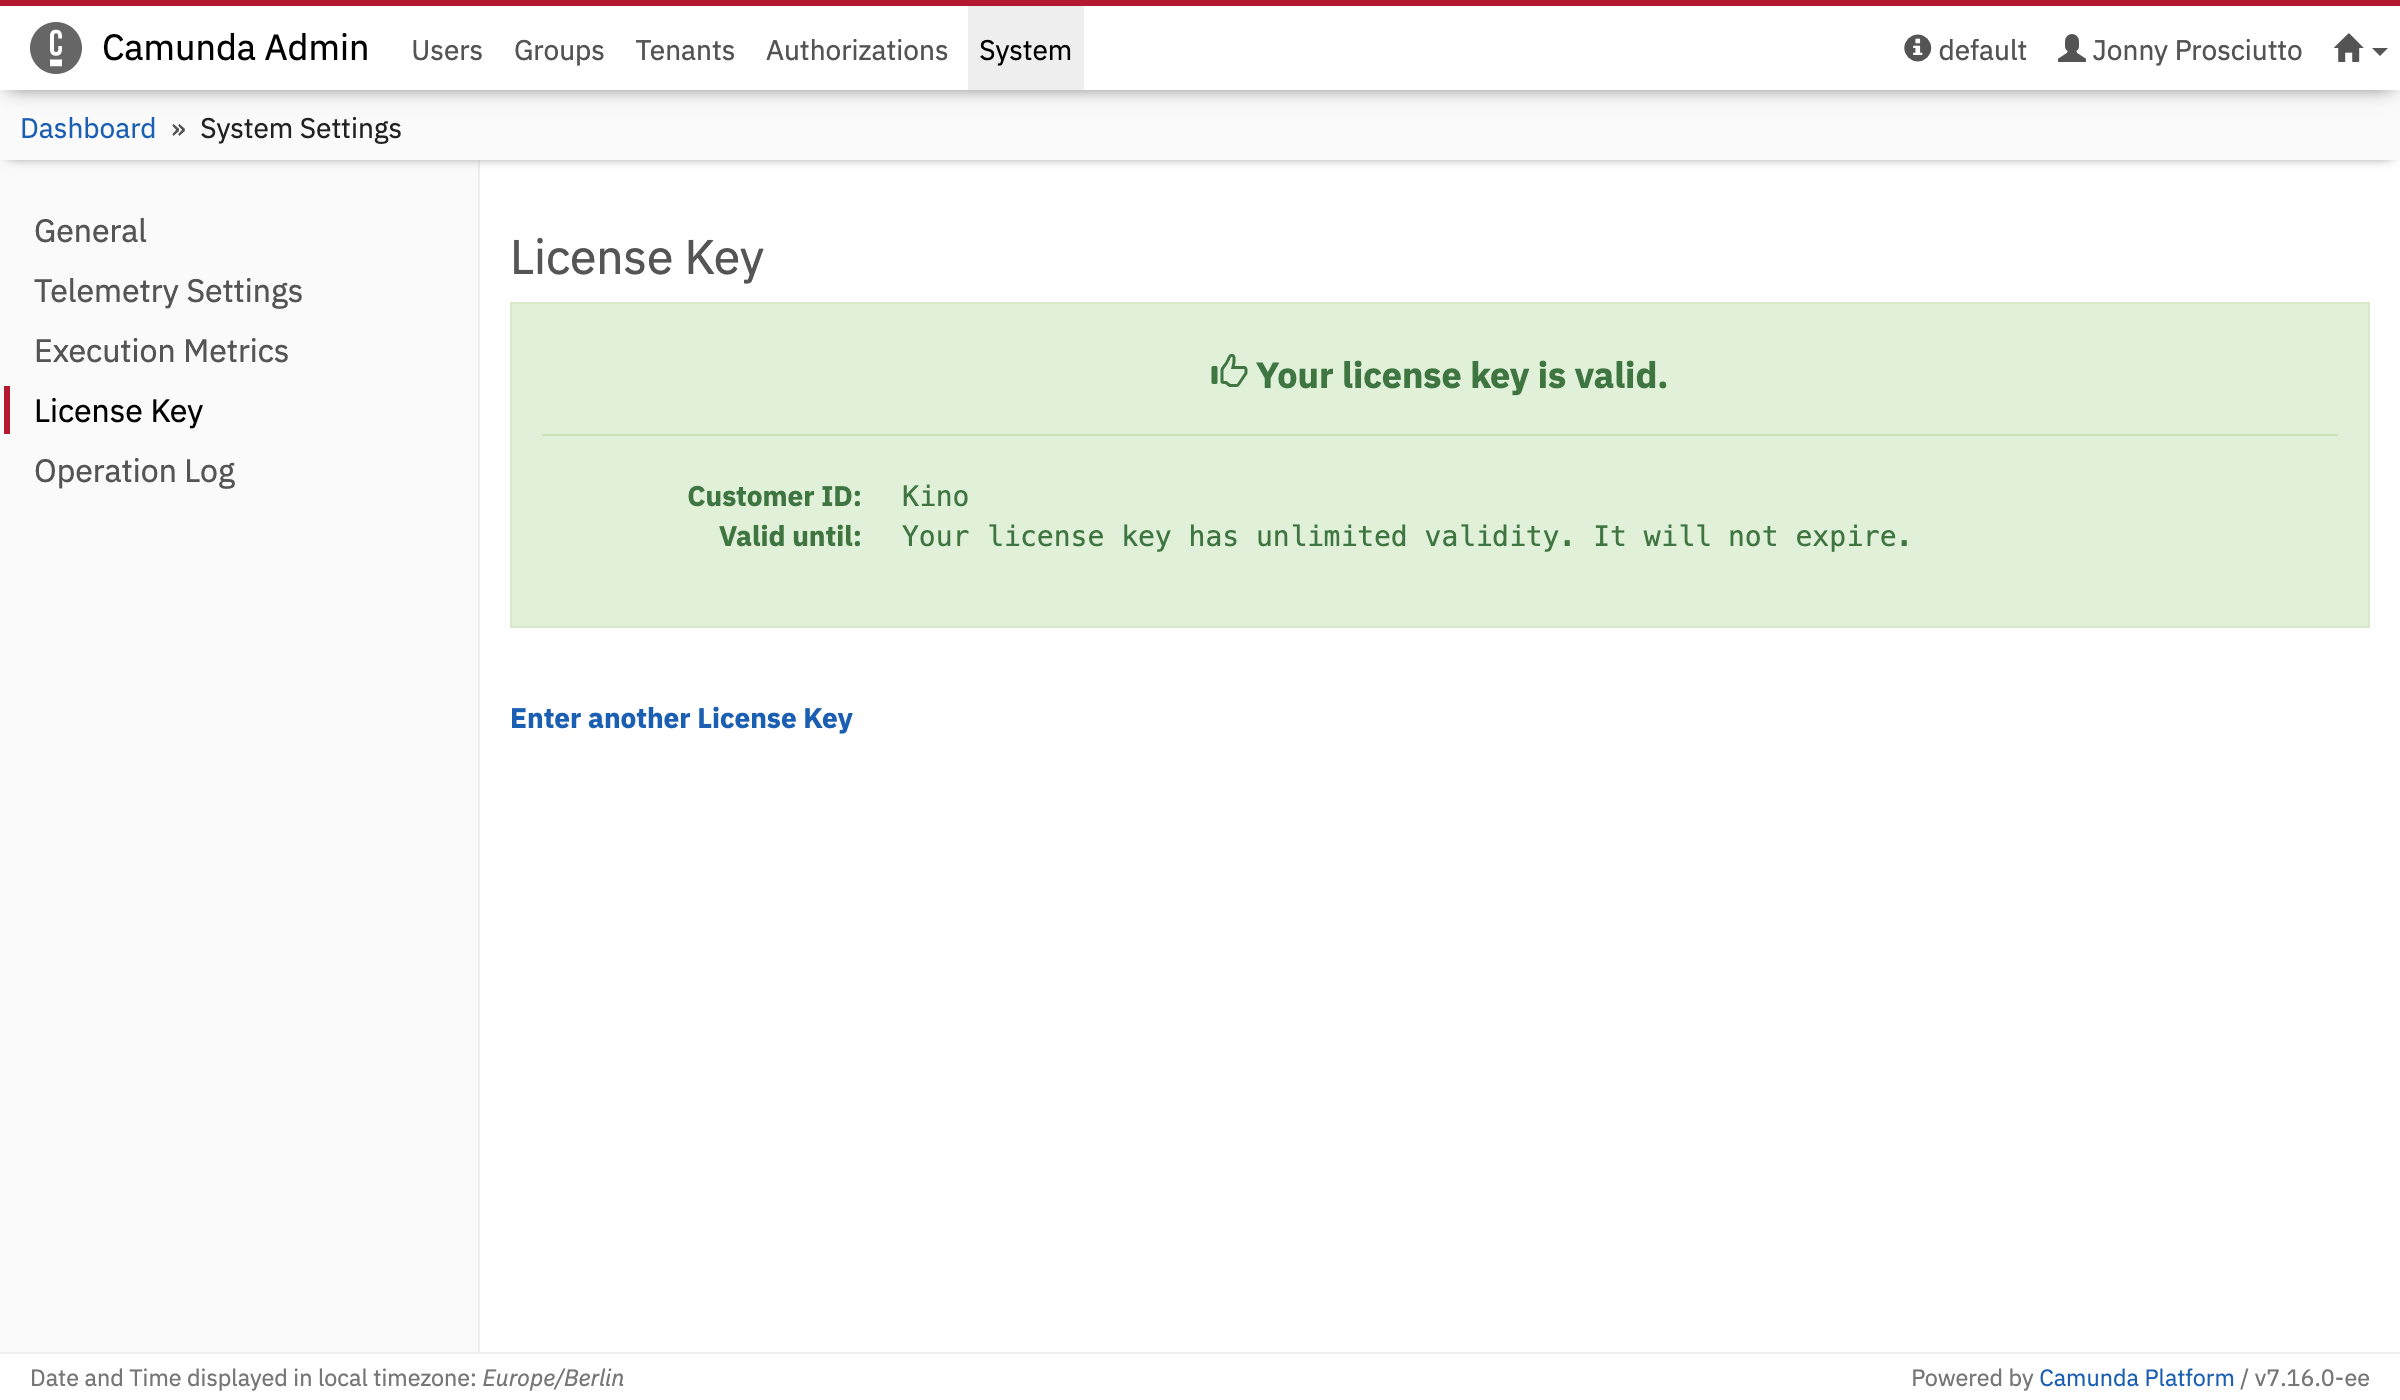 Camunda Admin Users Groups Tenants Authorizations System default Jonny Prosciutto
Dashboard » System Settings
General
Telemetry Settings
Execution Metrics
License Key
Operation Log
License Key
Your license key is valid.
Customer ID: Kino
Valid until: Your license key has unlimited validity. It will not expire.
Enter another License Key
Date and Time displayed in local timezone: Europe/Berlin
Powered by Camunda Platform / v7.16.0-ee